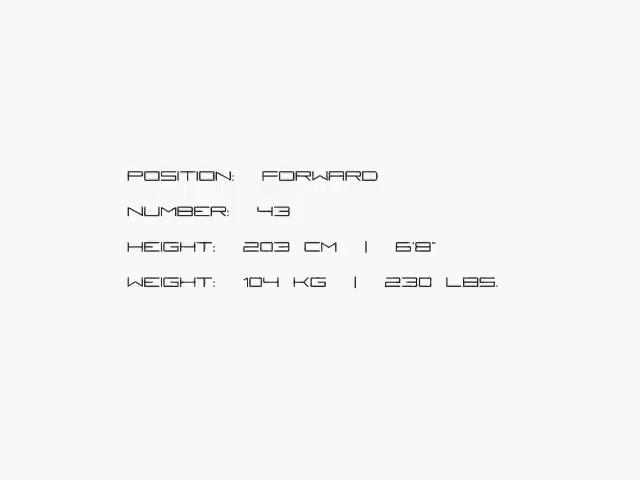 POSITION: FORWARD
NUMBER: 43
HEIGHT: 203 CM | 6'8"
WEIGHT: 104 KG | 230 LBS.